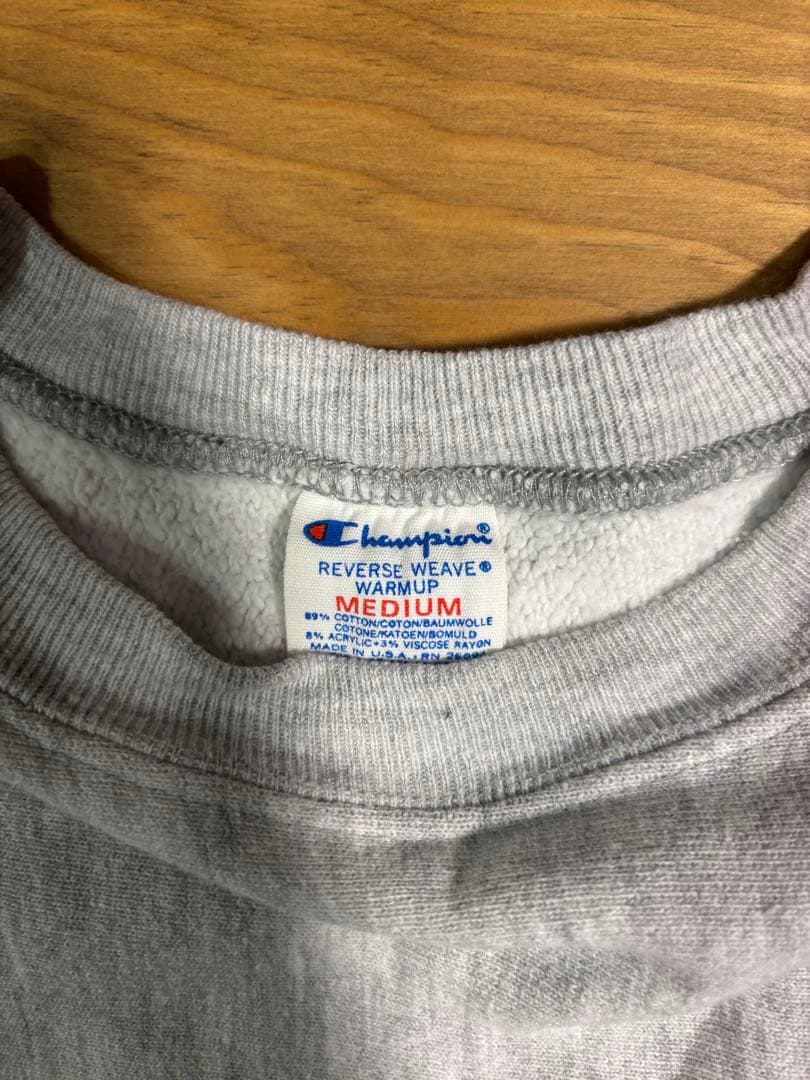 Champion®
REVERSE WEAVE®
WARMUP
MEDIUM
89% COTTON/COTON/BAUMWOLLE
COTONE/KATOEN/BOMULD
8% ACRYLIC•3% VISCOSE RAYON
MADE IN U.S.A. RN